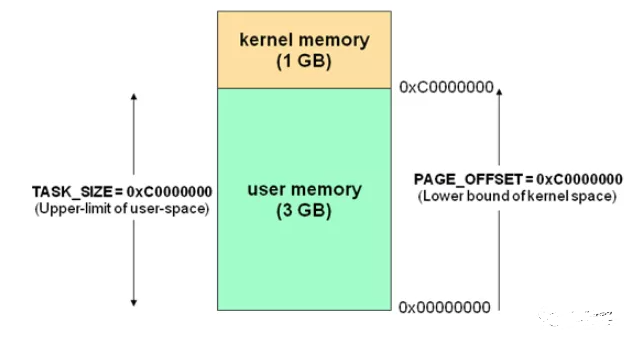 kernel memory
(1 GB)
0xC0000000
TASK_SIZE = 0xC0000000
(Upper-limit of user-space)
user memory
(3 GB)
PAGE_OFFSET = 0xC0000000
(Lower bound of kernel space)
0x00000000